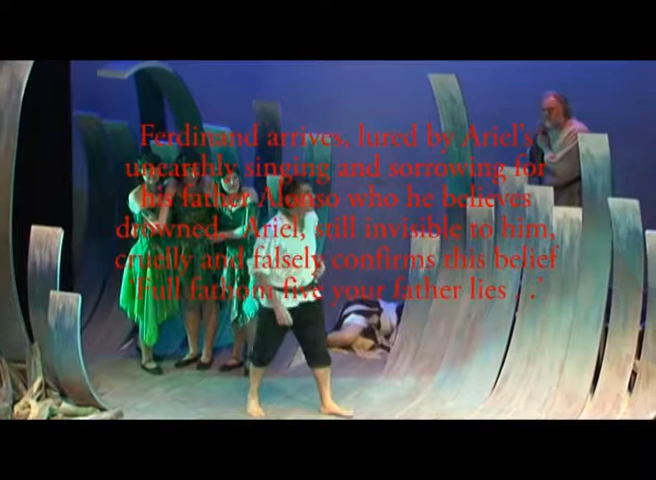 Ferdinand arrives, lured by Ariel's
unearthly singing and sorrowing for
his father Alonso who he believes
drowned. Ariel, still invisible to him,
cruelly and falsely confirms this belief
'Full fathom five your father lies . .'